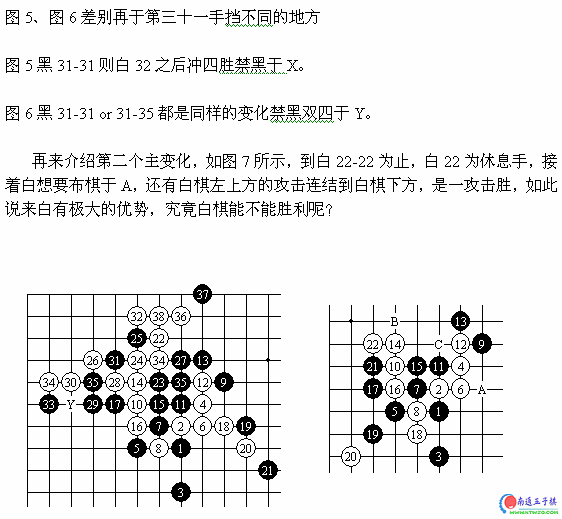 图 5、图 6 差别再于第三十一手挡不同的地方
图 5 黑 31-31 则白 32 之后冲四胜禁黑于 X。
图 6 黑 31-31 or 31-35 都是同样的变化禁黑双四于 Y。
再来介绍第二个主变化，如图 7 所示，到白 22-22 为止，白 22 为休息手，接
着白想要布棋于 A，还有白棋左上方的攻击连结到白棋下方，是一攻击胜，如此
说来白有极大的优势，究竟白棋能不能胜利呢?
37
32 38 36
25 22
26 31 24 34 27 13
34 30 35 28 14 23 35 12 9
33 Y 29 17 10 15 11 4
16 7 2 6 18 19
5 8 1 20
21
3
B 13
22 14 C 12 9
21 10 15 11 4
17 16 7 2 6 A
5 8 1
19 18
20 3
南通五子棋